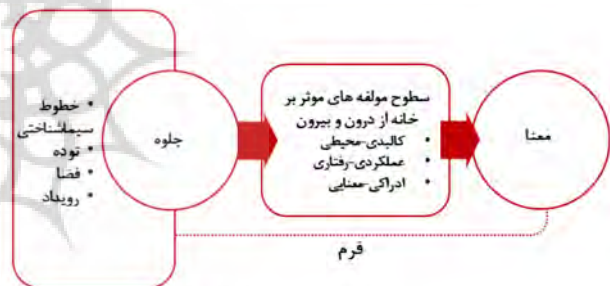 خطوط
سیماشناختی
توده
فضا
رویداد
جلوه
سطوح مولفه های موثر بر
خانه از درون و بیرون
کالبدی-محیطی
عملکردی-رفتاری
ادراکی-معنایی
معنا
فرم